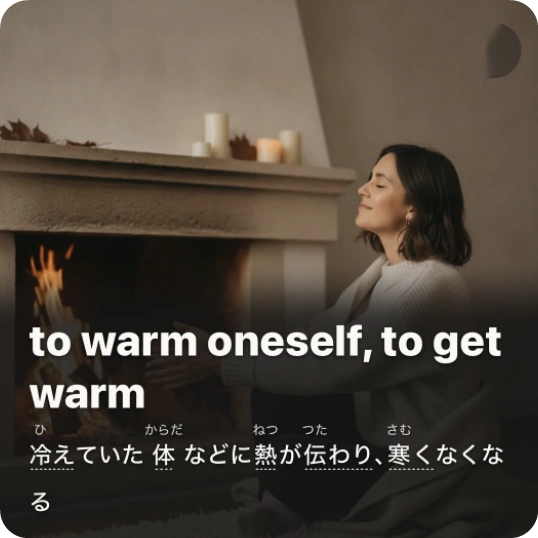 to warm oneself, to get
warm
ひ からだ ねつ つた さむ
冷えていた 体 などに熱が伝わり、寒くなくな
る